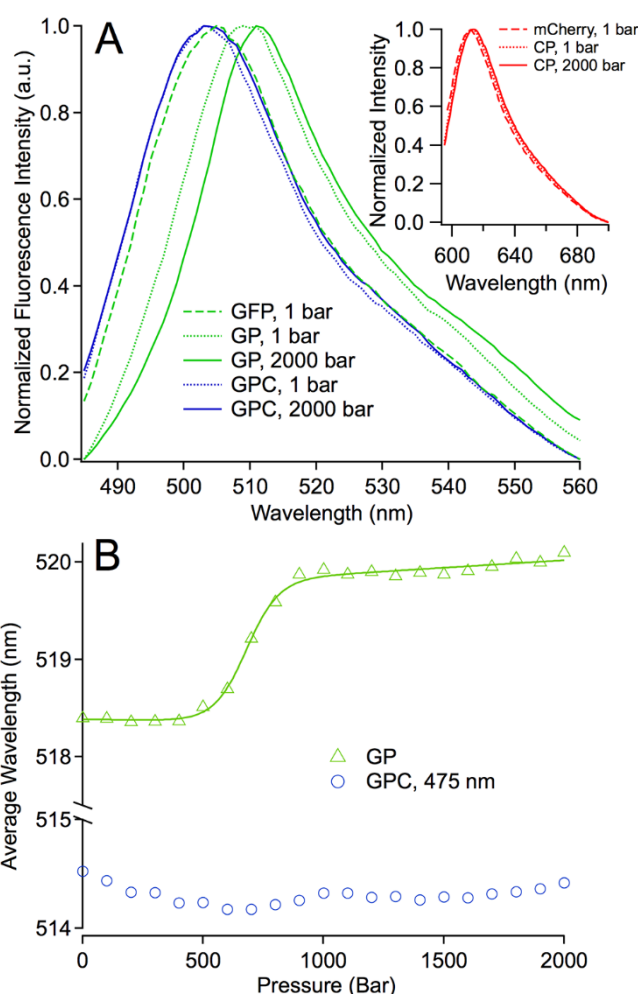 A
Normalized Fluorescence Intensity (a.u.)
1.0
0.8
0.6
0.4
0.2
0.0
GFP, 1 bar
GP, 1 bar
GP, 2000 bar
GPC, 1 bar
GPC, 2000 bar
490
500
510
520
530
540
550
560
Wavelength (nm)
Normalized Intensity
1.0
0.8
0.6
0.4
0.2
0.0
mCherry, 1 bar
CP, 1 bar
CP, 2000 bar
600
640
680
Wavelength (nm)
B
Average Wavelength (nm)
520
519
518
515
514
GP
GPC, 475 nm
0
500
1000
1500
2000
Pressure (Bar)